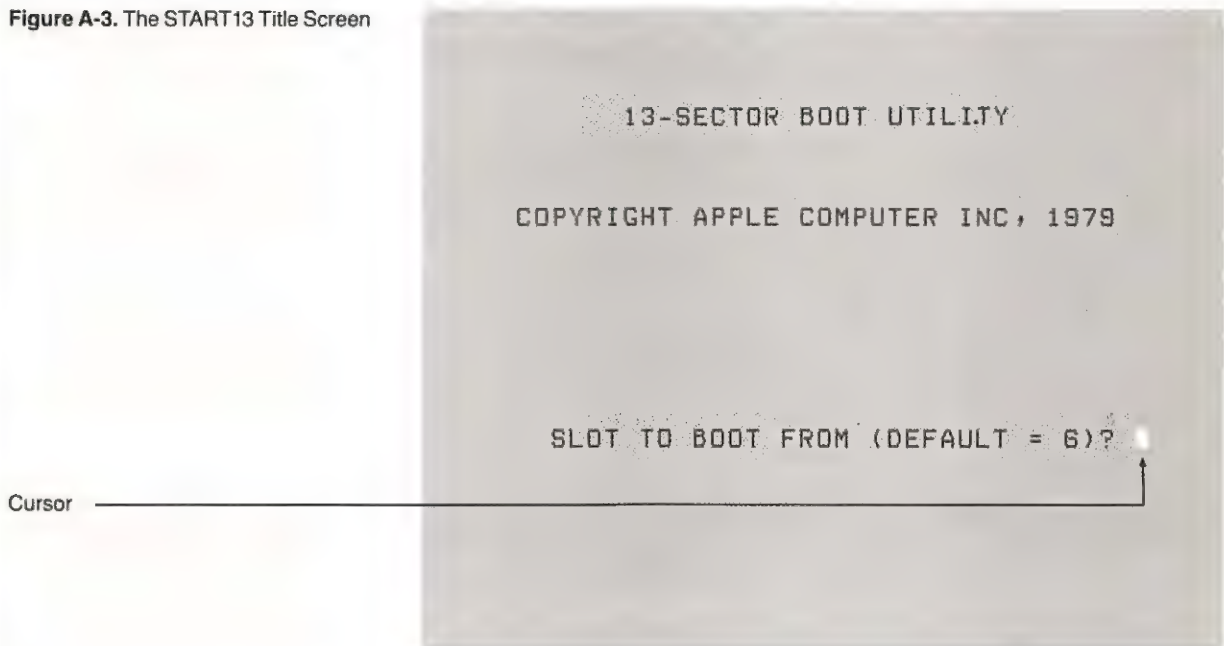 Figure A-3. The START13 Title Screen
13-SECTOR BOOT UTILITY
COPYRIGHT APPLE COMPUTER INC, 1979
SLOT TO BOOT FROM (DEFAULT = 6)?
Cursor